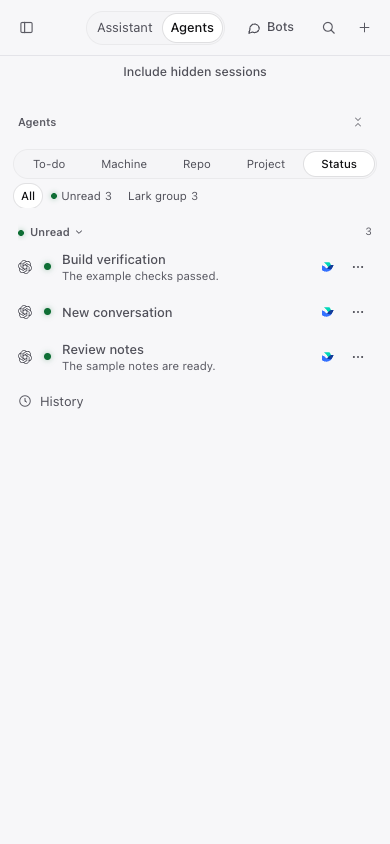 Assistant
Agents
Bots
Include hidden sessions
Agents
To-do
Machine
Repo
Project
Status
All
Unread 3
Lark group 3
Unread
3
Build verification
The example checks passed.
New conversation
Review notes
The sample notes are ready.
History